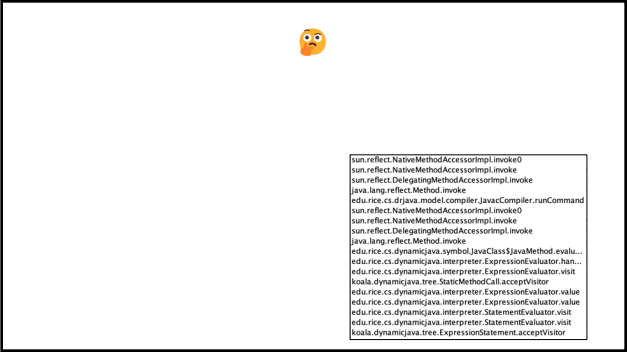 sun.reflect.NativeMethodAccessorImpl.invoke0
sun.reflect.NativeMethodAccessorImpl.invoke
sun.reflect.DelegatingMethodAccessorImpl.invoke
java.lang.reflect.Method.invoke
edu.rice.cs.drjava.model.compiler.JavacCompiler.runCommand
sun.reflect.NativeMethodAccessorImpl.invoke0
sun.reflect.NativeMethodAccessorImpl.invoke
sun.reflect.DelegatingMethodAccessorImpl.invoke
java.lang.reflect.Method.invoke
edu.rice.cs.dynamicjava.symbol.JavaClass$JavaMethod.evalu...
edu.rice.cs.dynamicjava.interpreter.ExpressionEvaluator.han...
edu.rice.cs.dynamicjava.interpreter.ExpressionEvaluator.visit
koala.dynamicjava.tree.StaticMethodCall.acceptVisitor
edu.rice.cs.dynamicjava.interpreter.ExpressionEvaluator.value
edu.rice.cs.dynamicjava.interpreter.ExpressionEvaluator.value
edu.rice.cs.dynamicjava.interpreter.StatementEvaluator.visit
edu.rice.cs.dynamicjava.interpreter.StatementEvaluator.visit
koala.dynamicjava.tree.ExpressionStatement.acceptVisitor